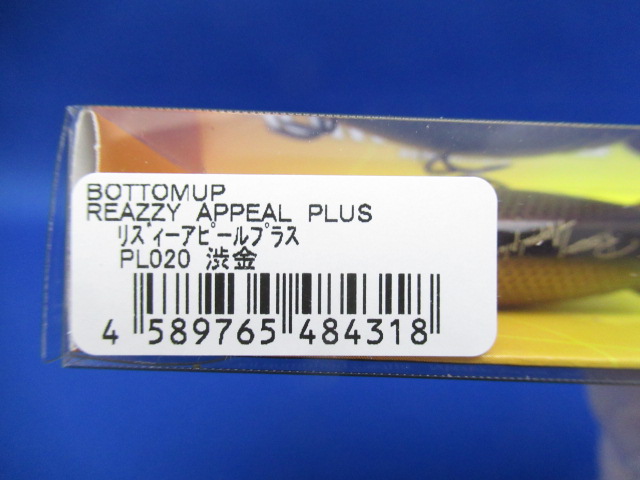 BOTTOMUP
REAZZY APPEAL PLUS
ﾘｽﾞィーアピールプラス
PL020 渋金
4 589765 484318